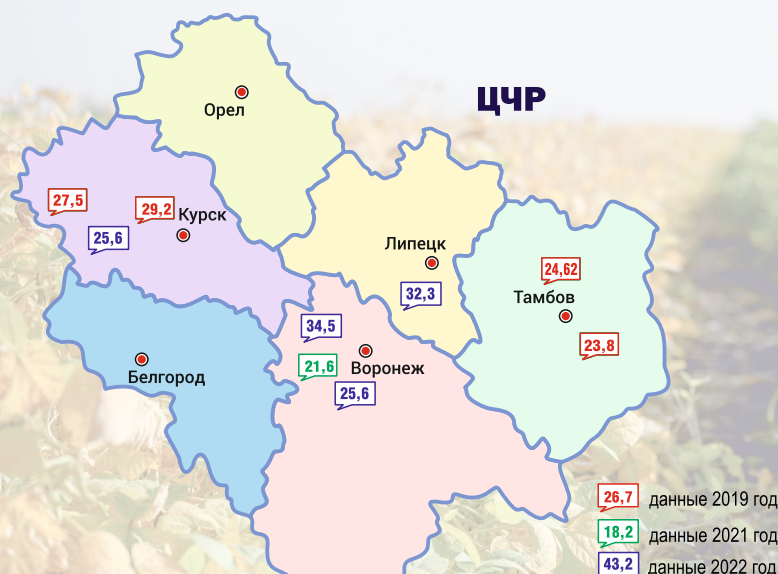 ЦЧР
Орел
27,5
29,2
Курск
25,6
Липецк
32,3
24,62
Тамбов
23,8
34,5
21,6
Воронеж
25,6
Белгород
26,7 данные 2019 год
18,2 данные 2021 год
43,2 данные 2022 год